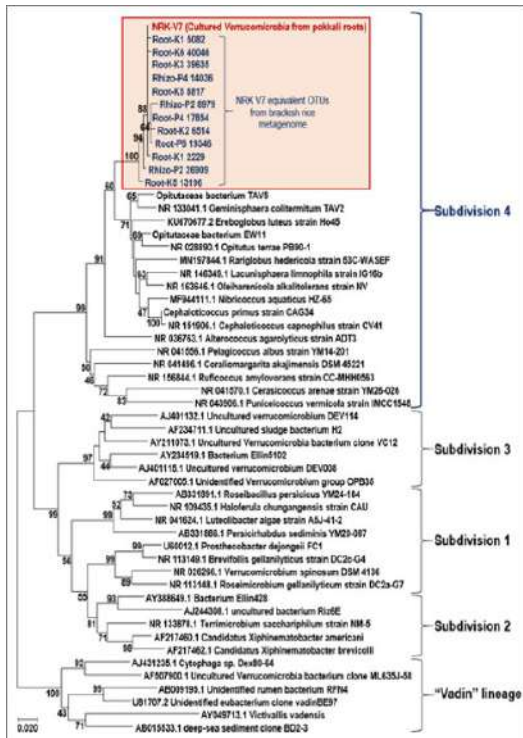 NRK-V7 (Cultured Verrucomicrobia from pokkali roots)
Root-K1 5082
Root-K5 40046
Root-K3 39635
Rhizo-P4 14036
Root-K5 8817
Rhizo-P2 8979
Root-P4 17854
Root-K2 6514
Root-P5 19346
Root-K1 2229
Rhizo-P2 26909
Root-K5 13196
NRK V7 equivalent OTUs
from brackish rice
metagenome
Subdivision 4
Opitutaceae bacterium TAV5
NR 133041.1 Geminisphaera colitermitum TAV2
KU670677.2 Ereboglobus luteus strain Ho45
Opitutaceae bacterium EW11
NR 028890.1 Opitutus terrae PB90-1
MN197844.1 Rariglobus hedericola strain 53C-WASEF
NR 146349.1 Lacunisphaera limnophila strain IG16b
NR 163646.1 Oleiharenicola alkalitolerans strain NV
MF944111.1 Nibricoccus aquaticus HZ-65
Cephaloticoccus primus strain CAG34
NR 151906.1 Cephaloticoccus capnophilus strain CV41
NR 036763.1 Alterococcus agarolyticus strain ADT3
NR 041556.1 Pelagicoccus albus strain YM14-201
NR 041496.1 Coraliomargarita akajimensis DSM 45221
NR 156844.1 Ruficoccus amylovorans strain CC-MHH0563
NR 041570.1 Cerasicoccus arenae strain YM26-026
NR 040906.1 Puniceicoccus vermicola strain IMCC1545
AJ401132.1 Uncultured verrucomicrobium DEV114
AF234711.1 Uncultured sludge bacterium H2
AY211073.1 Uncultured Verrucomicrobia bacterium clone VC12
AY234519.1 Bacterium Ellin5102
AJ401115.1 Uncultured verrucomicrobium DEV008
AF027005.1 Unidentified Verrucomicrobium group OPB35
Subdivision 3
AB331891.1 Roseibacillus persicicus YM24-184
NR 109435.1 Haloferula chungangensis strain CAU
NR 041624.1 Luteolibacter algae strain A5J-41-2
AB331886.1 Persicirhabdus sediminis YM20-087
U60012.1 Prosthecobacter dejongeii FC1
NR 113149.1 Brevifollis gellanilyticus strain DC2c-G4
NR 026266.1 Verrucomicrobium spinosum DSM 4136
NR 113148.1 Roseimicrobium gellanilyticum strain DC2a-G7
Subdivision 1
AY388649.1 Bacterium Ellin428
AJ244308.1 uncultured bacterium Riz6E
NR 133879.1 Terrimicrobium sacchariphilum strain NM-5
AF217460.1 Candidatus Xiphinematobacter americani
AF217462.1 Candidatus Xiphinematobacter brevicolli
Subdivision 2
AJ431235.1 Cytophaga sp. Dex80-64
AF507900.1 Uncultured Verrucomicrobia bacterium clone ML635J-58
AB009193.1 Unidentified rumen bacterium RFN4
U81707.2 Unidentified eubacterium clone vadinBE97
AY049713.1 Victivallis vadensis
AB015533.1 deep-sea sediment clone BD2-3
"Vadin" lineage
0.020